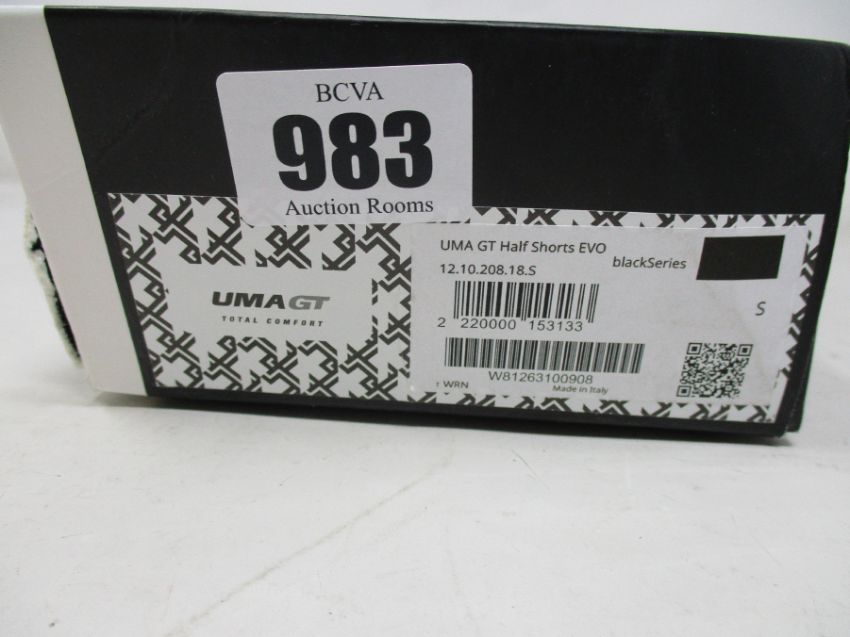 BCVA
983
Auction Rooms
UMA GT
TOTAL COMFORT
UMA GT Half Shorts EVO
12.10.208.18.S
blackSeries
S
2 220000 153133
W81263100908
WRN
Made in Italy